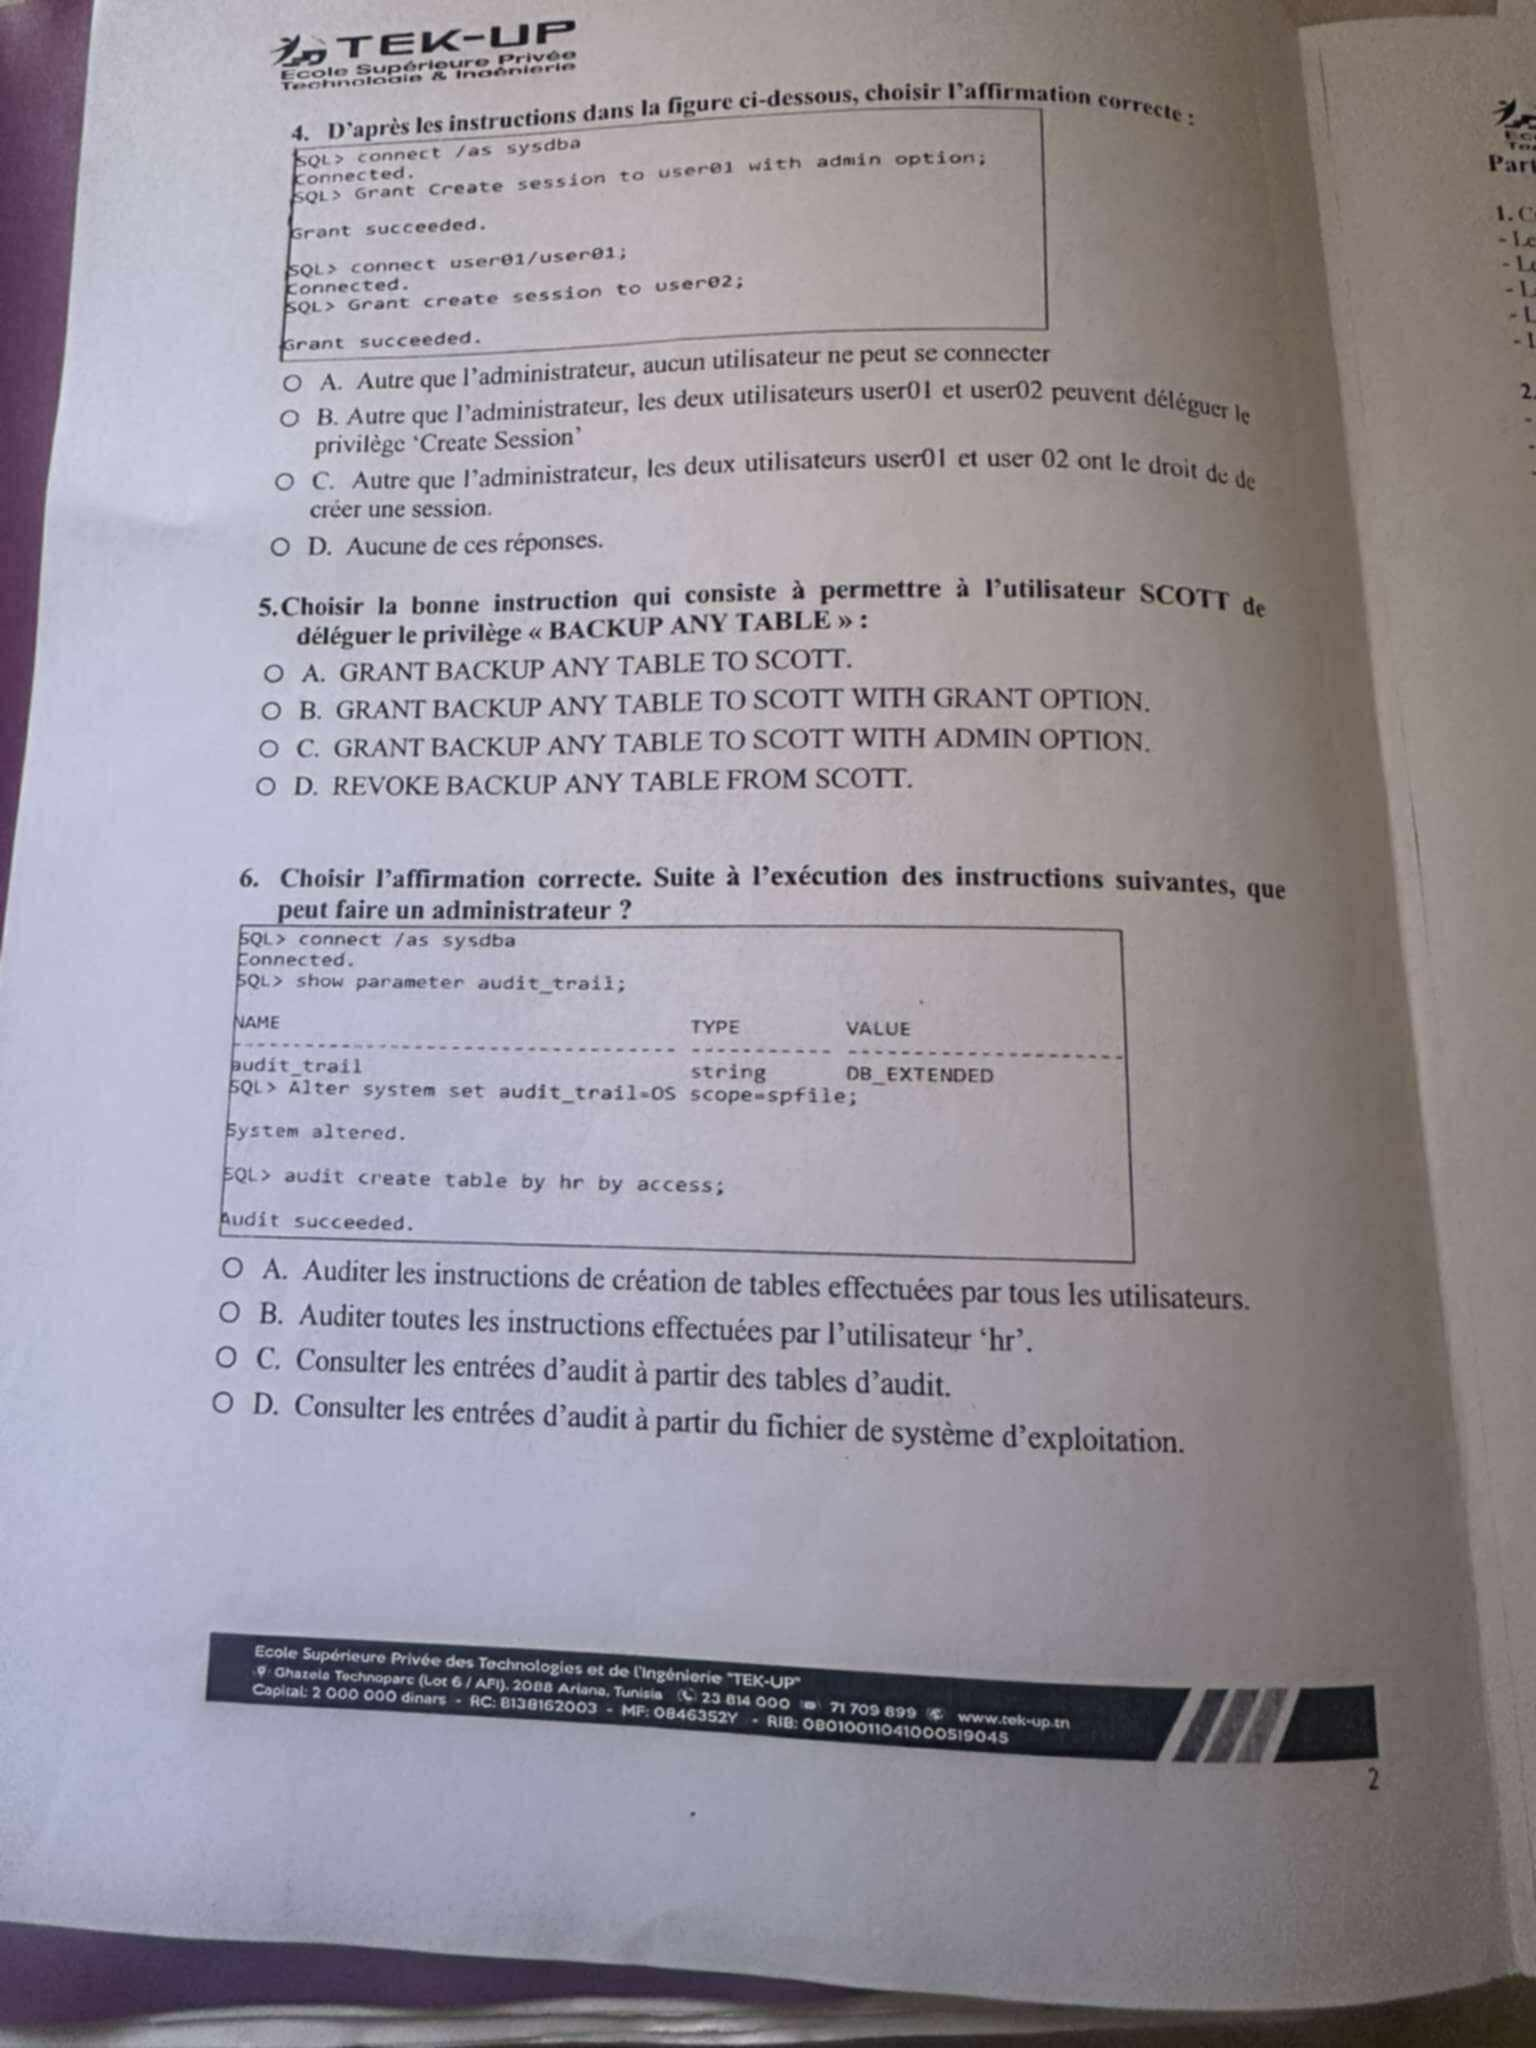 TEK-UP
Ecole Supérieure Privée
Technologie & Ingénierie
4. D'après les instructions dans la figure ci-dessous, choisir l'affirmation correcte :
SQL> connect /as sysdba
Connected.
SQL> Grant Create session to user01 with admin option;
Grant succeeded.
SQL> connect user01/user01;
Connected.
SQL> Grant create session to user02;
Grant succeeded.
A. Autre que l'administrateur, aucun utilisateur ne peut se connecter
B. Autre que l'administrateur, les deux utilisateurs user01 et user02 peuvent déléguer le
privilège ‘Create Session’
C. Autre que l'administrateur, les deux utilisateurs user01 et user 02 ont le droit de de
créer une session.
D. Aucune de ces réponses.
5.Choisir la bonne instruction qui consiste à permettre à l'utilisateur SCOTT de
déléguer le privilège « BACKUP ANY TABLE » :
A. GRANT BACKUP ANY TABLE TO SCOTT.
B. GRANT BACKUP ANY TABLE TO SCOTT WITH GRANT OPTION.
C. GRANT BACKUP ANY TABLE TO SCOTT WITH ADMIN OPTION.
D. REVOKE BACKUP ANY TABLE FROM SCOTT.
6. Choisir l'affirmation correcte. Suite à l'exécution des instructions suivantes, que
peut faire un administrateur ?
SQL> connect /as sysdba
Connected.
SQL> show parameter audit_trail;
NAME TYPE VALUE
------------------------------------ ----------- ------------------------------
audit_trail string DB_EXTENDED
SQL> Alter system set audit_trail=OS scope=spfile;
System altered.
SQL> audit create table by hr by access;
Audit succeeded.
A. Auditer les instructions de création de tables effectuées par tous les utilisateurs.
B. Auditer toutes les instructions effectuées par l'utilisateur ‘hr’.
C. Consulter les entrées d'audit à partir des tables d'audit.
D. Consulter les entrées d'audit à partir du fichier de système d'exploitation.
Ecole Supérieure Privée des Technologies et de l'Ingénierie "TEK-UP"
Ghazela Technoparc (Lot 6 / AFI), 2088 Ariana, Tunisia 23 814 000 71 709 899 www.tek-up.tn
Capital: 2 000 000 dinars - RC: B138162003 - MF: 0846352Y - RIB: 08010011041000519045
2
Part
1. C
- Le
2.